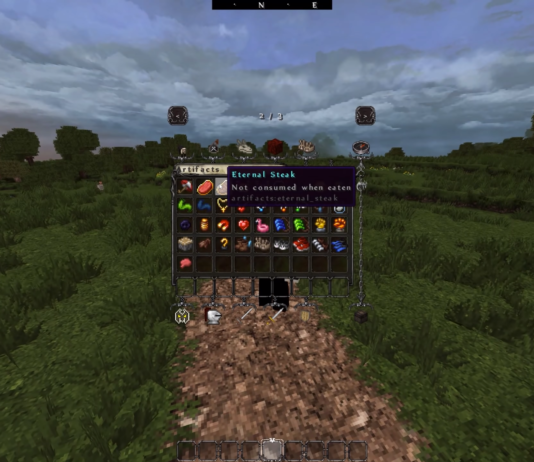 N E
2 / 3
Artifacts
Eternal Steak
Not consumed when eaten
artifacts:eternal_steak